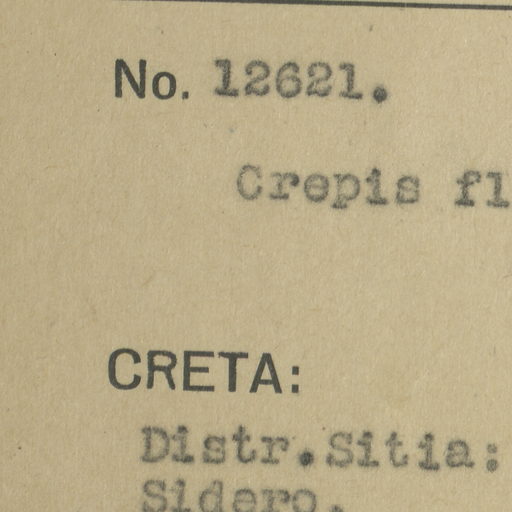 No. 12621.
Crepis fl
CRETA:
Distr.Sitia:
Sidero.